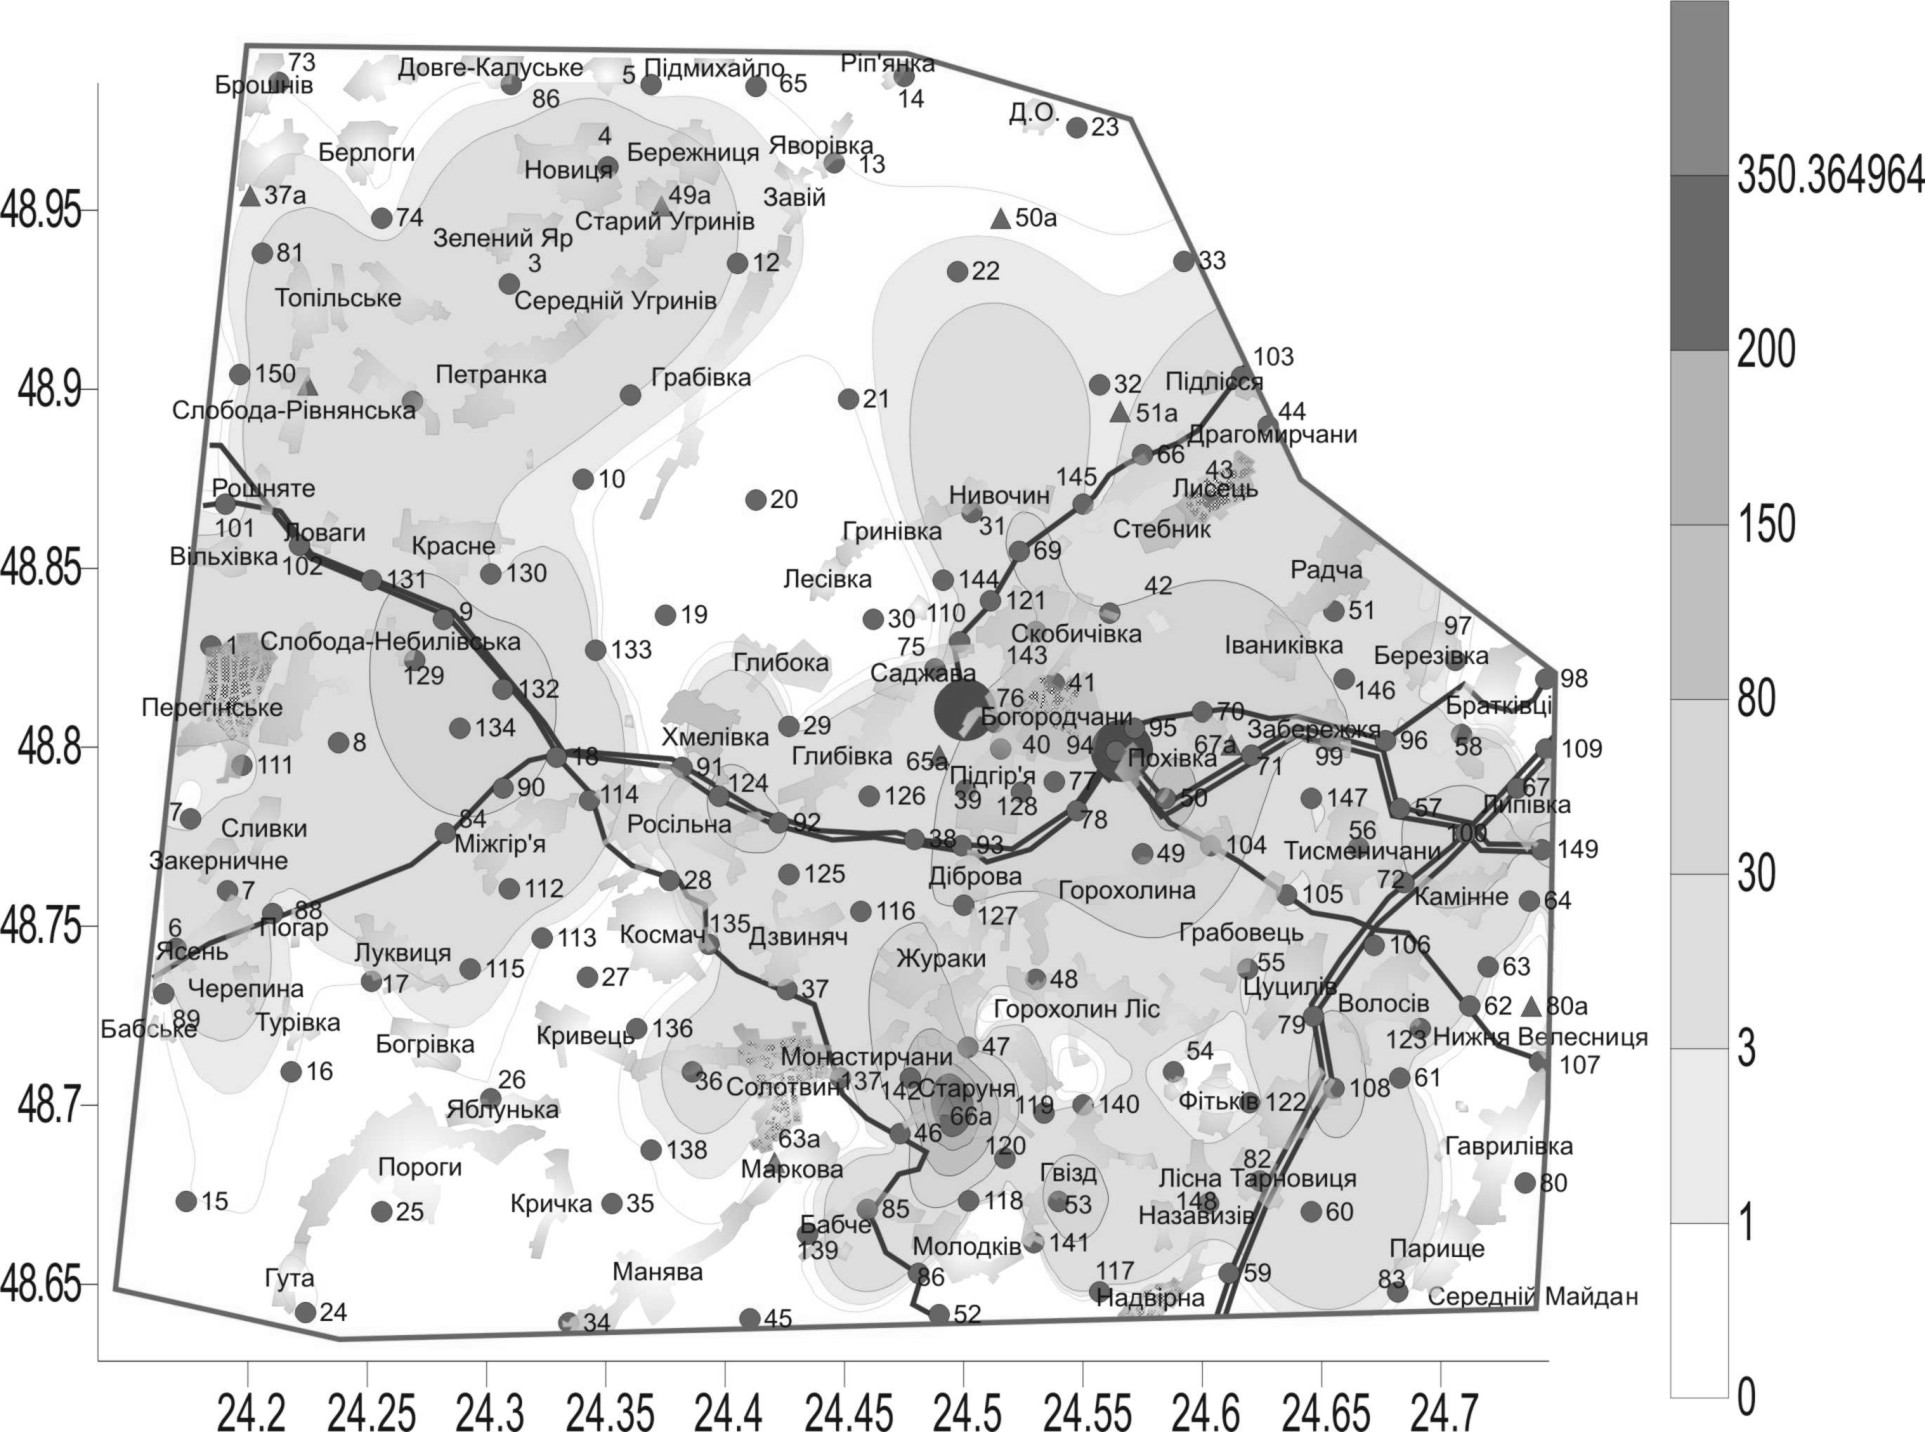 73
Брошнів
Довге-Калуське
86
5
Підмихайло
65
Ріп'янка
14
Д.О.
23
4
Новиця
Бережниця
Яворівка
13
Берлоги
Завій
37а
74
49а
Старий Угринів
50а
48.95
81
Зелений Яр
3
12
22
33
Топільське
Середній Угринів
350.364964
200
150
80
30
3
1
0
150
Петранка
Грабівка
21
32
103
Підлісся
48.9
Слобода-Рівнянська
51а
44
Драгомирчани
66
10
20
145
43
Лисець
Рошняте
101
Нивочин
31
Гринівка
Стебник
Ловаги
Вільхівка
102
Красне
130
69
48.85
131
Лесівка
144
42
Радча
9
19
30
110
121
51
1
Слобода-Небилівська
129
133
Глибока
75
Саджава
Скобичівка
143
Іваниківка
97
Березівка
98
132
41
146
Перегінське
134
29
76
Богородчани
70
Братківці
8
Хмелівка
Глибівка
65а
40
94
95
67а
Забережжя
96
58
109
48.8
18
91
Похівка
71
99
111
90
124
126
Підгір'я
39
128
77
50
147
67
Липівка
7
114
84
Міжгір'я
Росільна
92
38
93
78
57
100
Сливки
Закерничне
7
112
28
125
Діброва
49
104
56
Тисменичани
149
Горохолина
105
72
Камінне
64
88
Погар
116
127
48.75
6
Ясень
113
Космач
135
Дзвиняч
Грабовець
106
Луквиця
17
115
27
Жураки
48
55
Цуцилів
63
Черепина
89
Бабське
37
Горохолин Ліс
Волосів
62
80а
Турівка
136
79
123
Нижня Велесниця
Богрівка
Кривець
47
107
16
36
Монастирчани
Солотвин
137
142
Старуня
54
61
48.7
26
Яблунька
66а
119
140
Фітьків
122
108
46
63а
Маркова
138
120
Гаврилівка
Пороги
Гвізд
53
82
Лісна
Тарновиця
148
Назавизів
60
80
15
25
Кричка
35
85
Бабче
139
118
141
Молодків
86
48.65
Гута
24
Манява
117
Надвірна
59
Парище
83
Середній Майдан
34
45
52
24.2
24.25
24.3
24.35
24.4
24.45
24.5
24.55
24.6
24.65
24.7